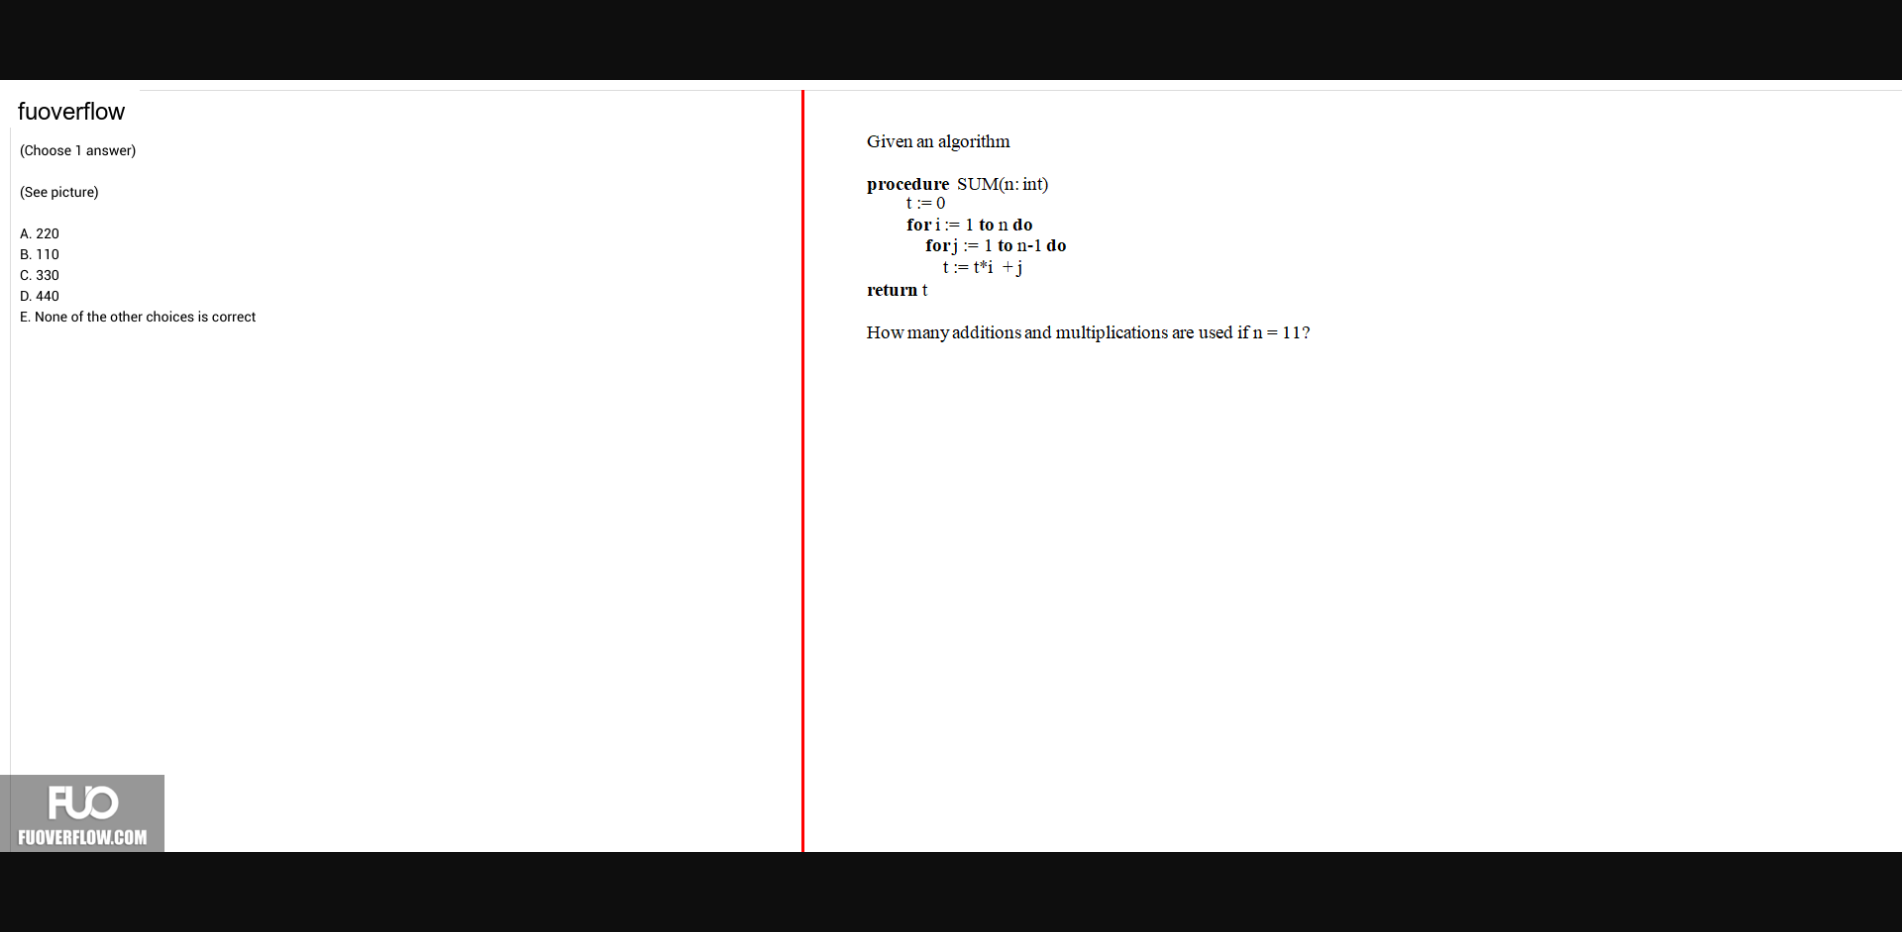 fuoverflow
(Choose 1 answer)
(See picture)
A. 220
B. 110
C. 330
D. 440
E. None of the other choices is correct
Given an algorithm
procedure SUM(n: int)
t := 0
for i := 1 to n do
for j := 1 to n-1 do
t := t*i + j
return t
How many additions and multiplications are used if n = 11?
FUO
FUOVERFLOW.COM